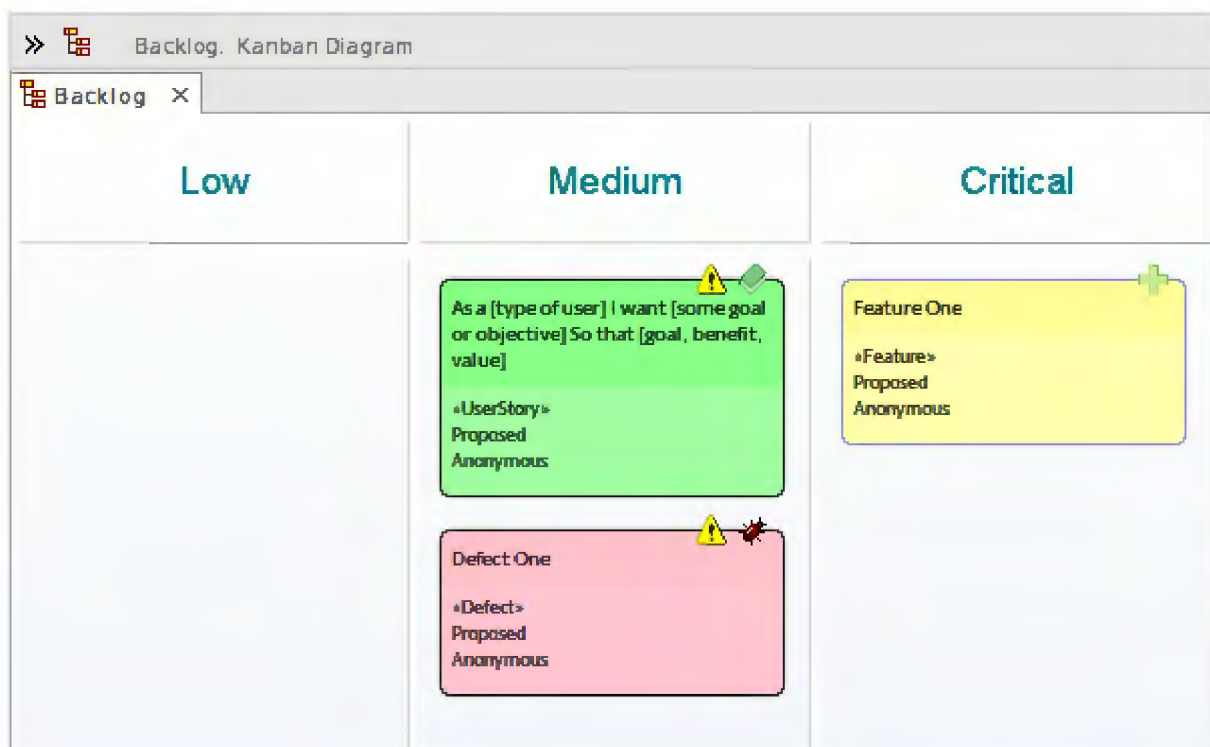 Backlog. Kanban Diagram
Backlog
Low
Medium
Critical
As a [type of user] I want [some goal
or objective] So that [goal, benefit,
value]
«UserStory»
Proposed
Anonymous
Defect One
«Defect»
Proposed
Anonymous
Feature One
«Feature»
Proposed
Anonymous